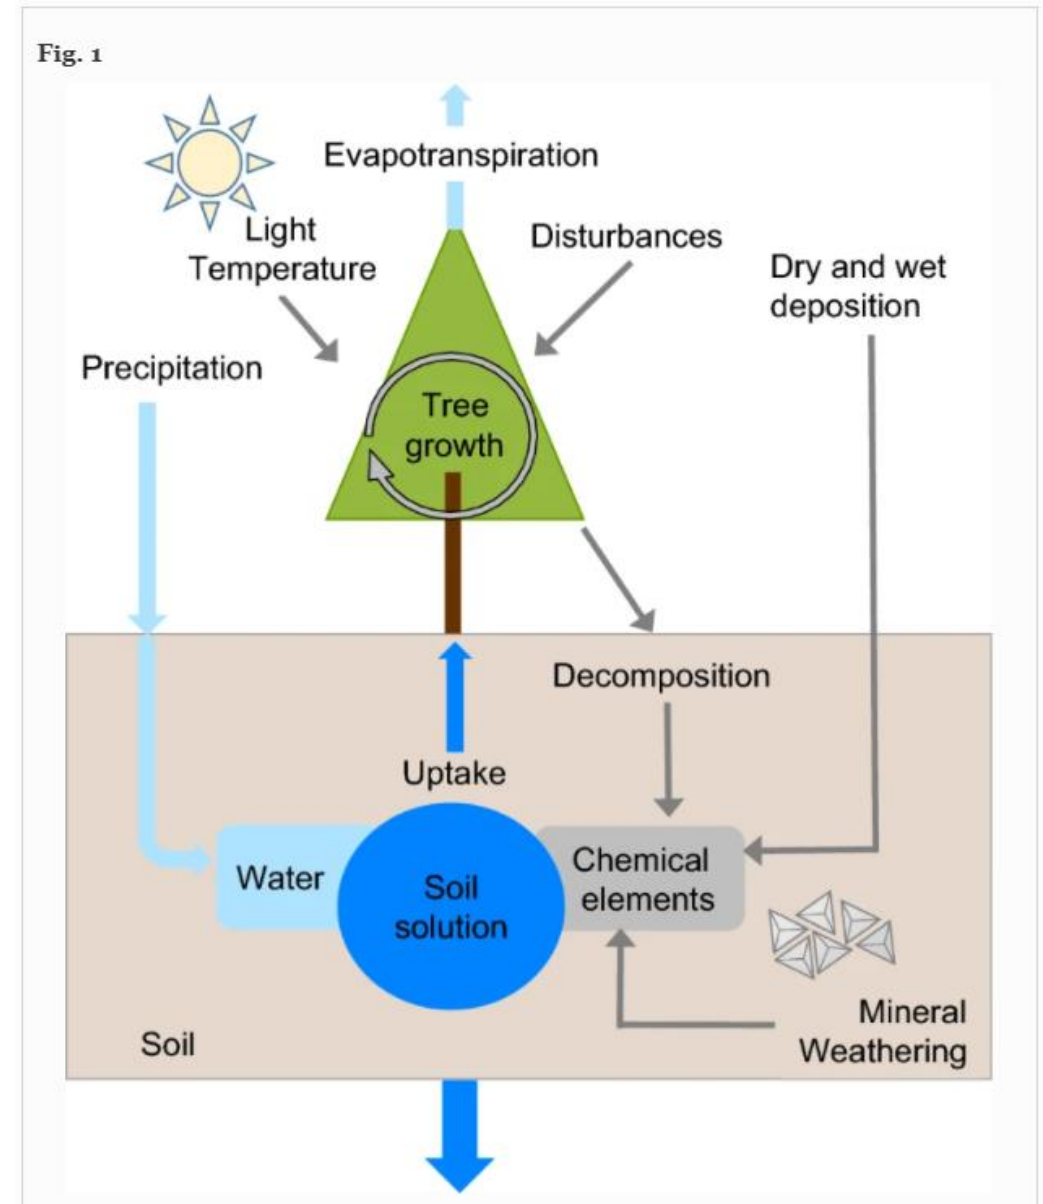 Fig. 1
Evapotranspiration
Light
Temperature
Disturbances
Dry and wet
deposition
Precipitation
Tree
growth
Decomposition
Uptake
Water
Soil
solution
Chemical
elements
Mineral
Weathering
Soil